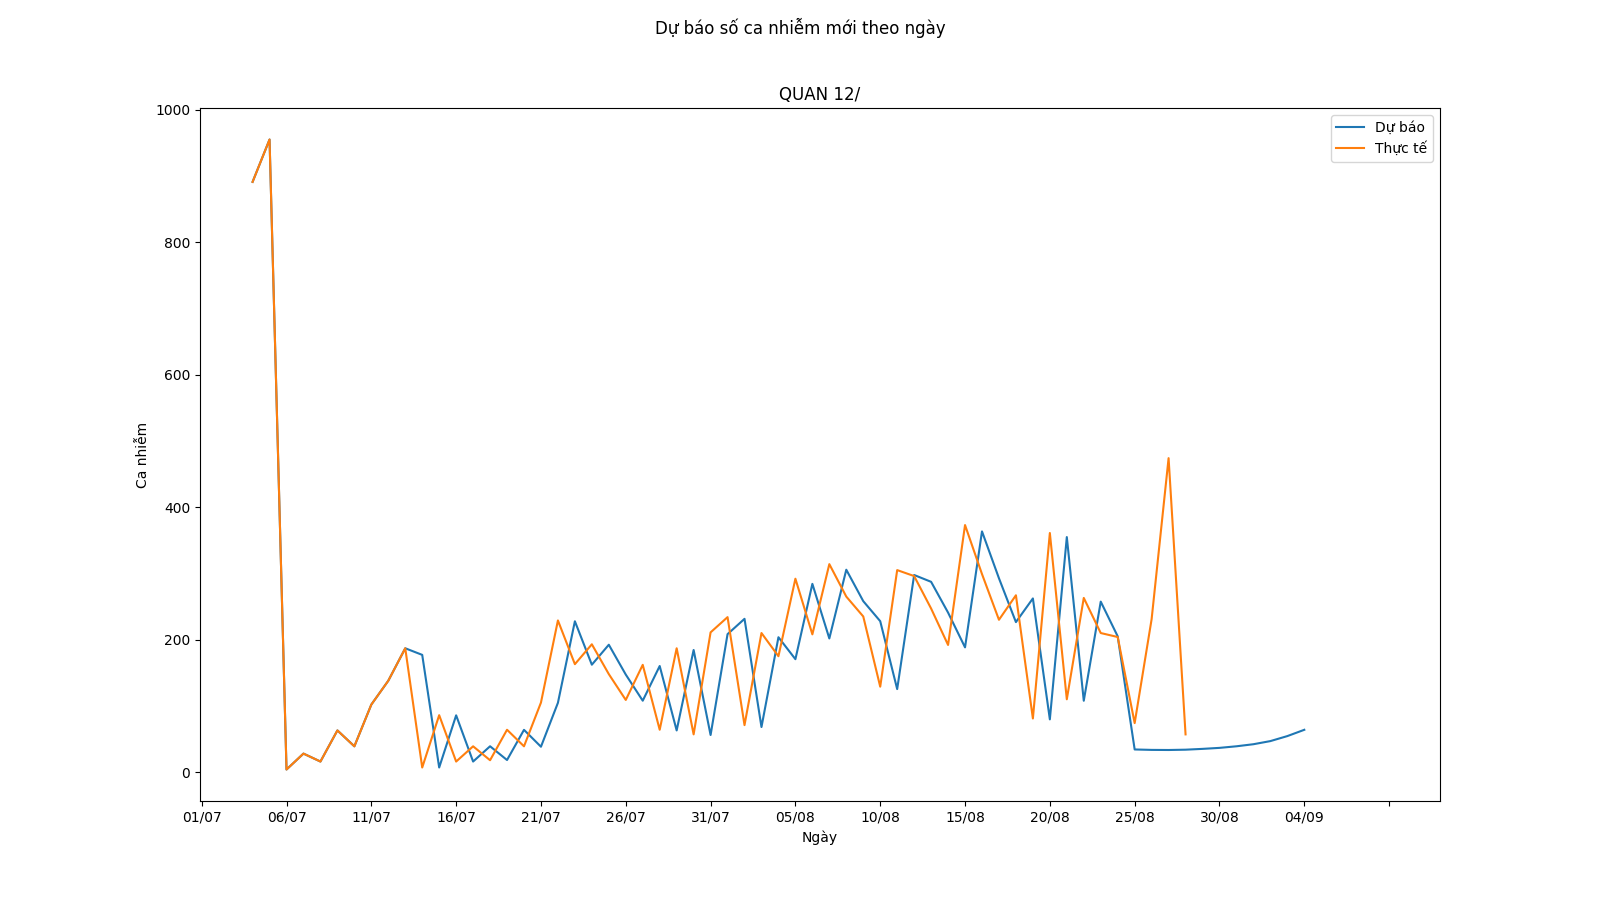 Dự báo số ca nhiễm mới theo ngày
QUAN 12/
1000
800
600
400
200
0
Ca nhiễm
Dự báo
Thực tế
01/07 06/07 11/07 16/07 21/07 26/07 31/07 05/08 10/08 15/08 20/08 25/08 30/08 04/09
Ngày